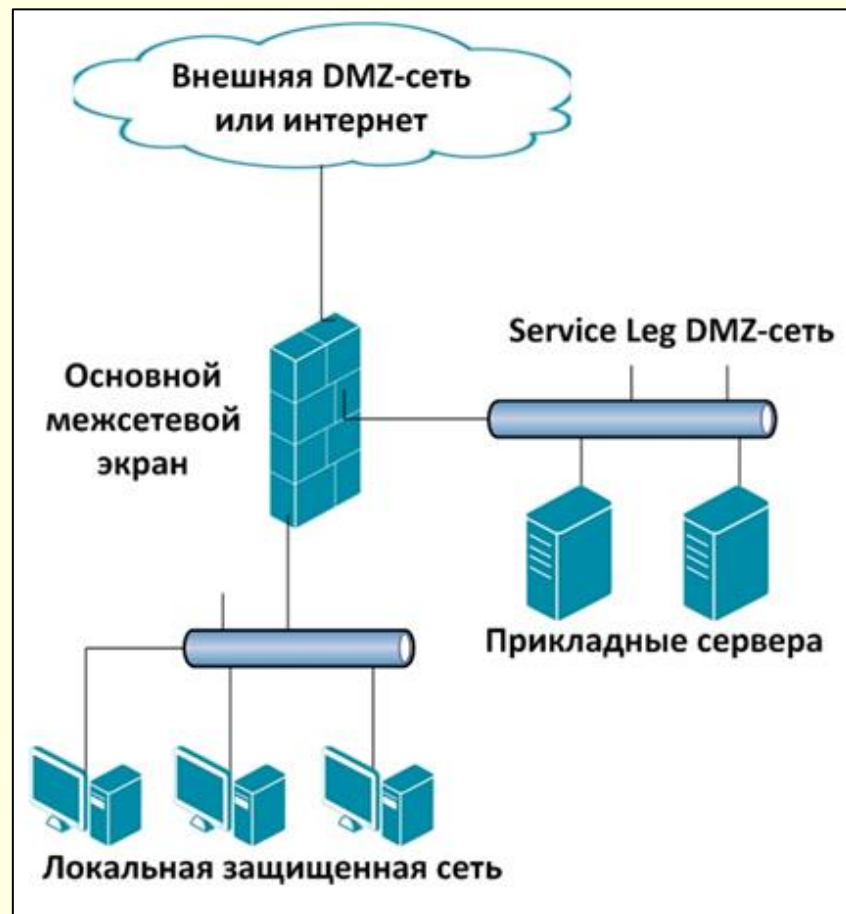 Внешняя DMZ-сеть
или интернет
Service Leg DMZ-сеть
Основной
межсетевой
экран
Прикладные сервера
Локальная защищенная сеть